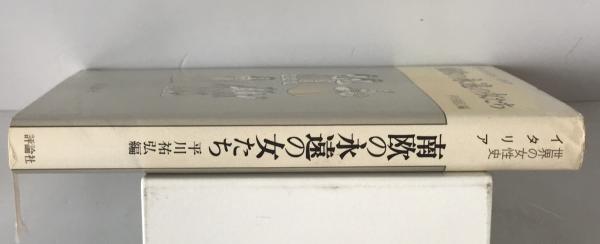 世界の女性史
イタリア
南欧の永遠の女たち
平川祐弘編
評論社